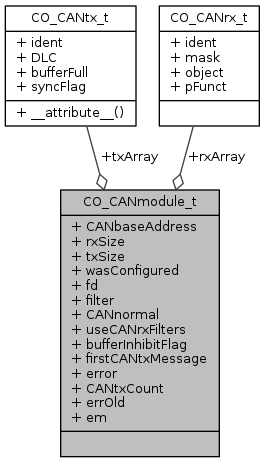 CO_CANtx_t
+ ident
+ DLC
+ bufferFull
+ syncFlag
+ __attribute__()
CO_CANrx_t
+ ident
+ mask
+ object
+ pFunct
+txArray
+rxArray
CO_CANmodule_t
+ CANbaseAddress
+ rxSize
+ txSize
+ wasConfigured
+ fd
+ filter
+ CANnormal
+ useCANrxFilters
+ bufferInhibitFlag
+ firstCANtxMessage
+ error
+ CANtxCount
+ errOld
+ em